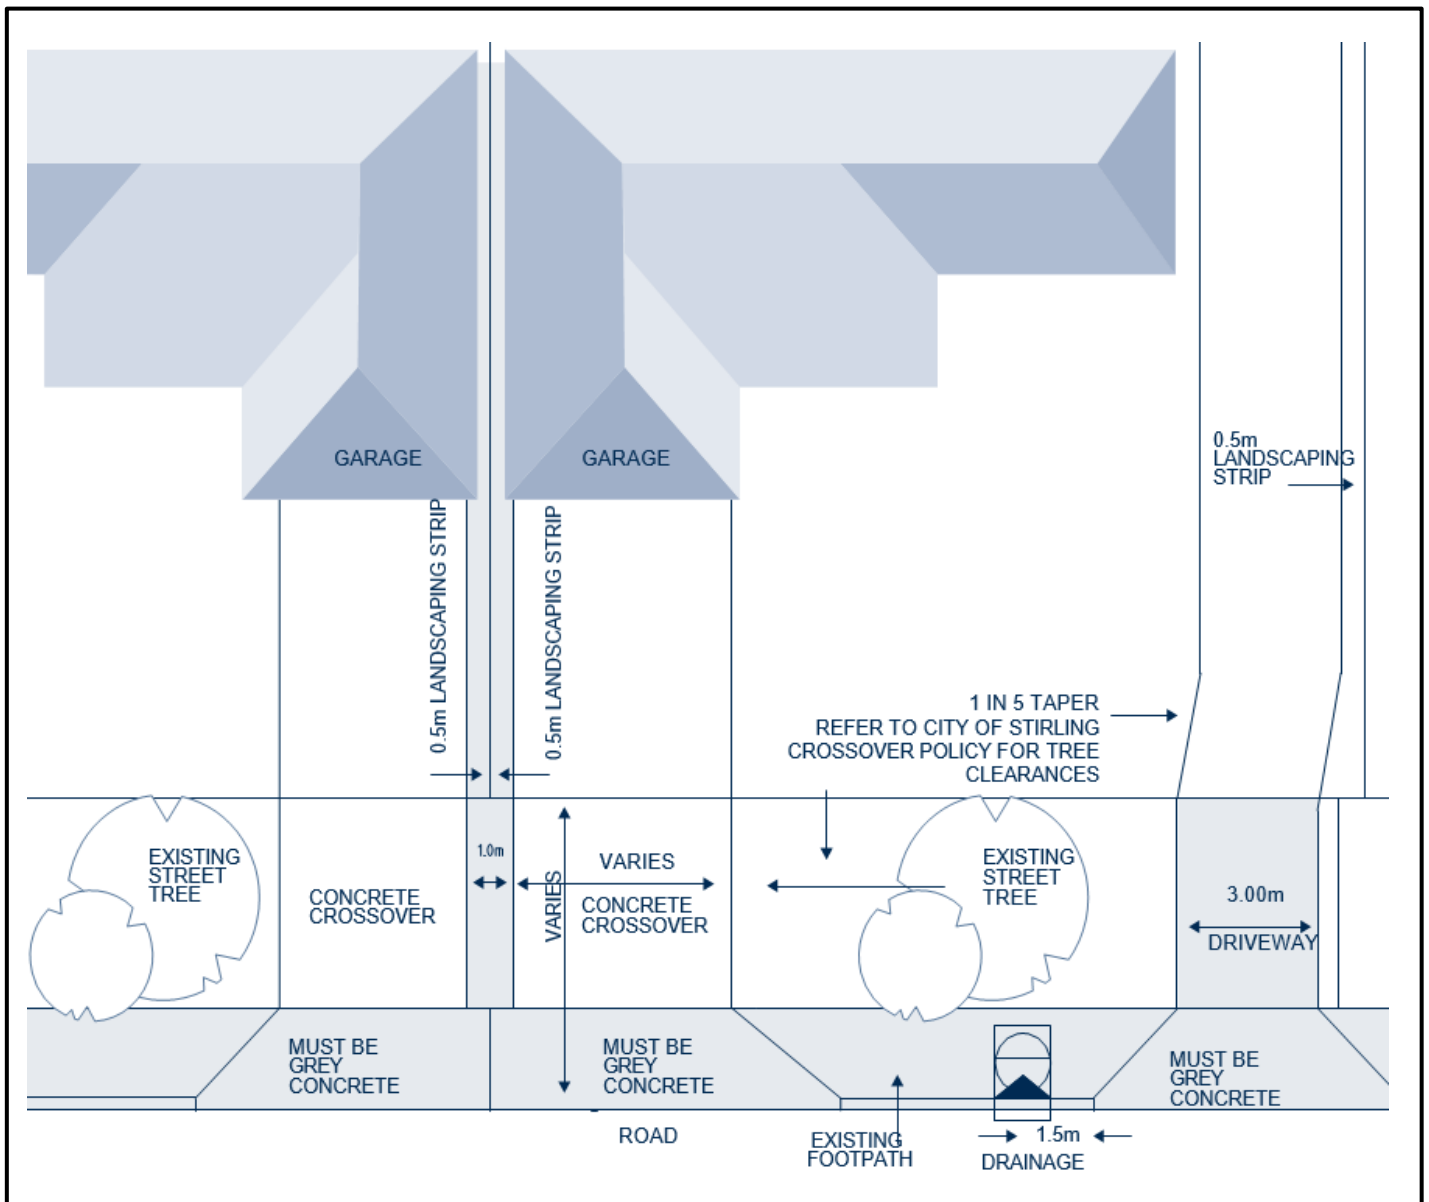 GARAGE
GARAGE
0.5m
LANDSCAPING
STRIP
0.5m LANDSCAPING STRIP
0.5m LANDSCAPING STRIP
1 IN 5 TAPER
REFER TO CITY OF STIRLING
CROSSOVER POLICY FOR TREE
CLEARANCES
EXISTING
STREET
TREE
CONCRETE
CROSSOVER
1.0m
VARIES
VARIES
CONCRETE
CROSSOVER
EXISTING
STREET
TREE
3.00m
DRIVEWAY
MUST BE
GREY
CONCRETE
MUST BE
GREY
CONCRETE
MUST BE
GREY
CONCRETE
ROAD
EXISTING
FOOTPATH
1.5m
DRAINAGE